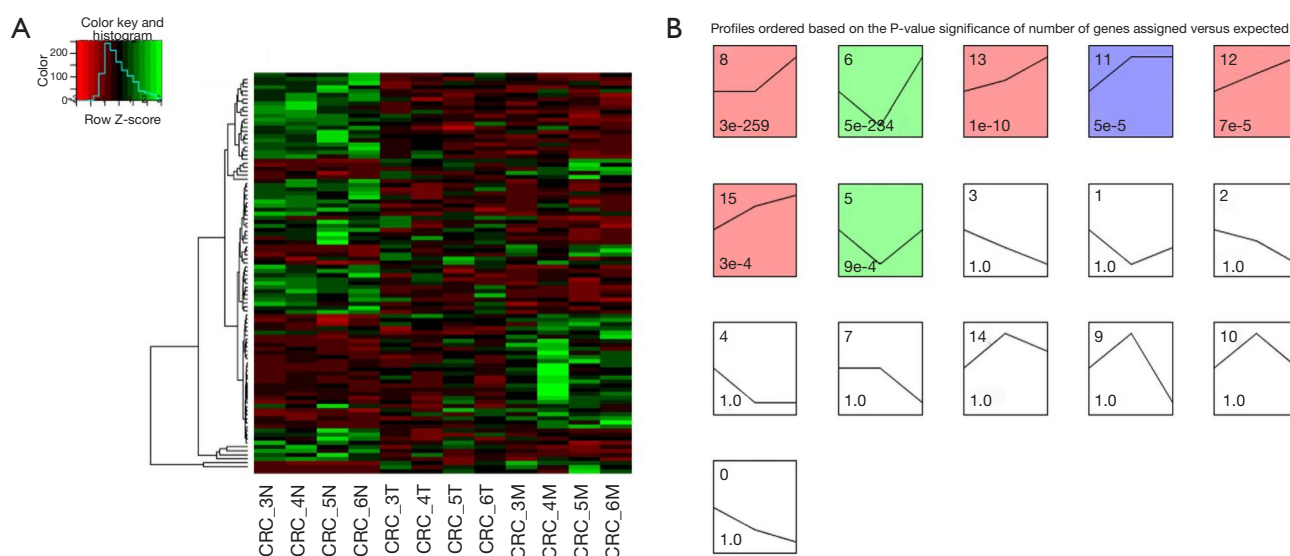 A
Color key and
histogram
Color
200
100
0
Row Z-score
CRC_3N
CRC_4N
CRC_5N
CRC_6N
CRC_3T
CRC_4T
CRC_5T
CRC_6T
CRC_3M
CRC_4M
CRC_5M
CRC_6M
B
Profiles ordered based on the P-value significance of number of genes assigned versus expected
8
3e-259
6
5e-234
13
1e-10
11
5e-5
12
7e-5
15
3e-4
5
9e-4
3
1.0
1
1.0
2
1.0
4
1.0
7
1.0
14
1.0
9
1.0
10
1.0
0
1.0